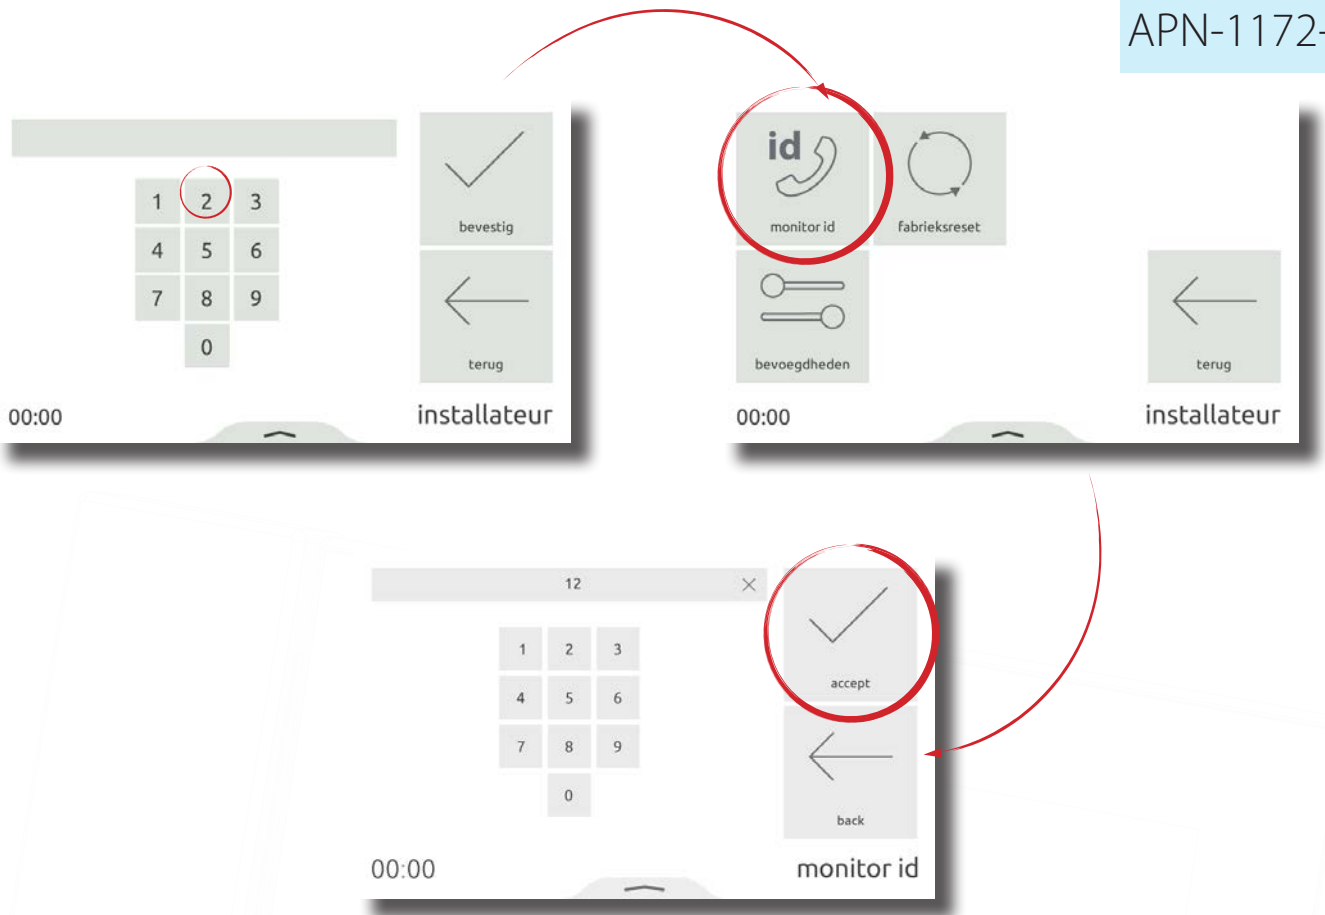 APN-1172-
1 2 3
4 5 6
7 8 9
0
bevestig
terug
00:00
installateur
id
monitor id
fabrieksreset
bevoegdheden
terug
00:00
installateur
12
1 2 3
4 5 6
7 8 9
0
accept
back
00:00
monitor id